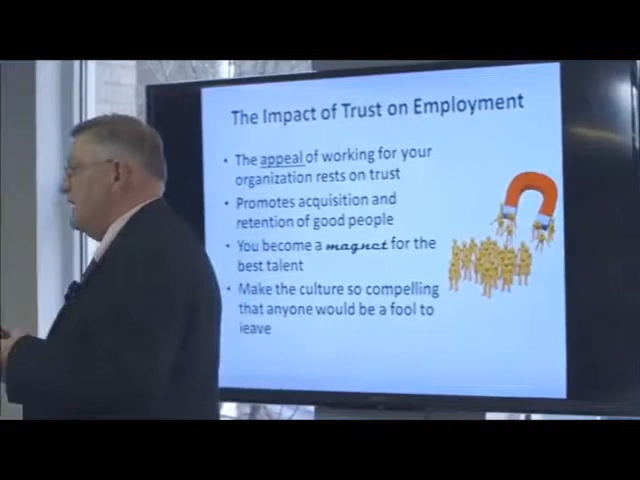 The Impact of Trust on Employment
• The appeal of working for your
organization rests on trust
• Promotes acquisition and
retention of good people
• You become a magnet for the
best talent
• Make the culture so compelling
that anyone would be a fool to
leave